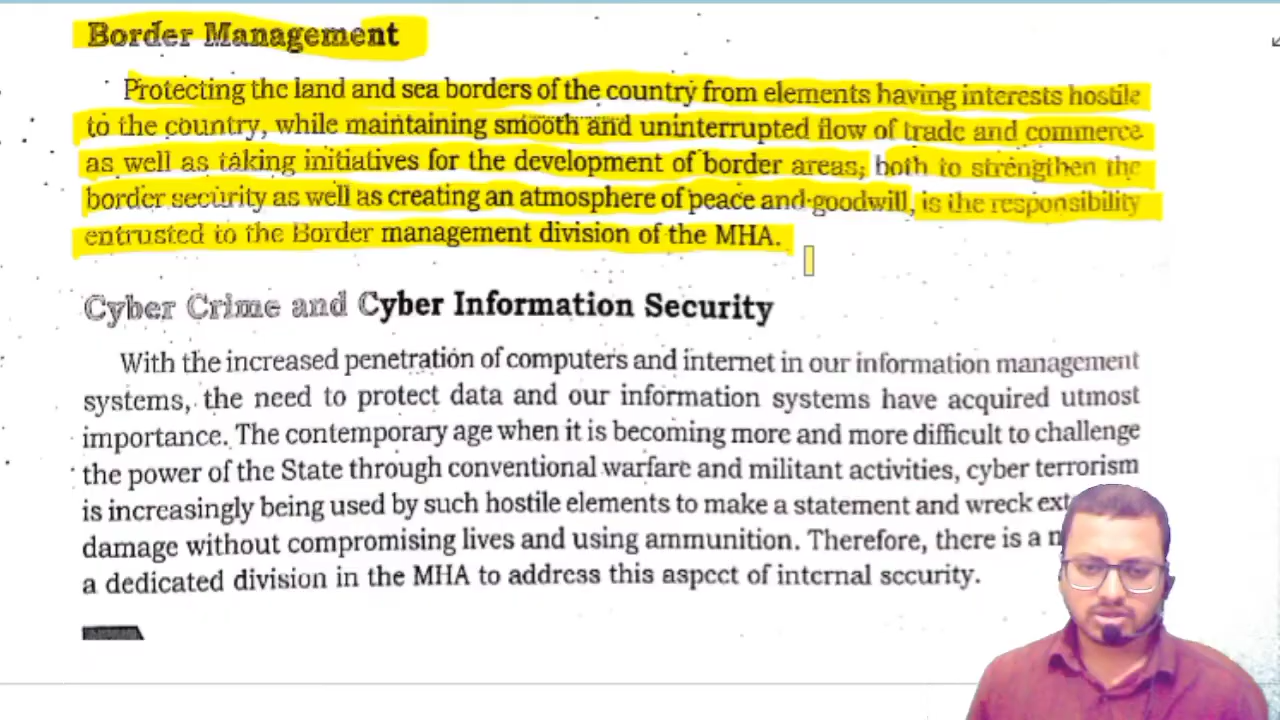 Border Management
Protecting the land and sea borders of the country from elements having interests hostile
to the country, while maintaining smooth and uninterrupted flow of trade and commerce
as well as taking initiatives for the development of border areas; both to strengthen the
border security as well as creating an atmosphere of peace and goodwill, is the responsibility
entrusted to the Border management division of the MHA.
Cyber Crime and Cyber Information Security
With the increased penetration of computers and internet in our information management
systems, the need to protect data and our information systems have acquired utmost
importance. The contemporary age when it is becoming more and more difficult to challenge
the power of the State through conventional warfare and militant activities, cyber terrorism
is increasingly being used by such hostile elements to make a statement and wreck
damage without compromising lives and using ammunition. Therefore, there is a
a dedicated division in the MHA to address this aspect of internal security.